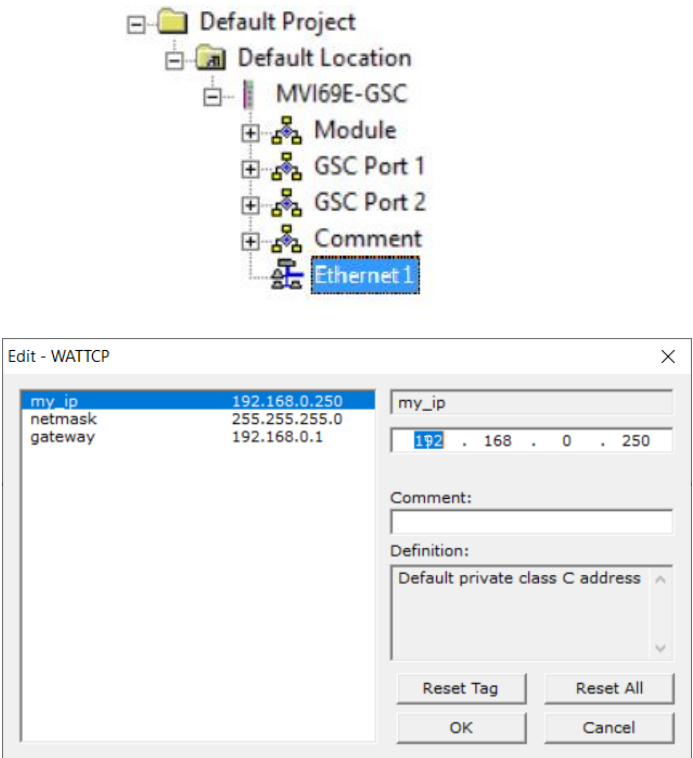 Default Project
Default Location
MVI69E-GSC
Module
GSC Port 1
GSC Port 2
Comment
Ethernet 1
Edit - WATTCP
my_ip 192.168.0.250
netmask 255.255.255.0
gateway 192.168.0.1
my_ip
192 . 168 . 0 . 250
Comment:
Definition:
Default private class C address
Reset Tag Reset All
OK Cancel